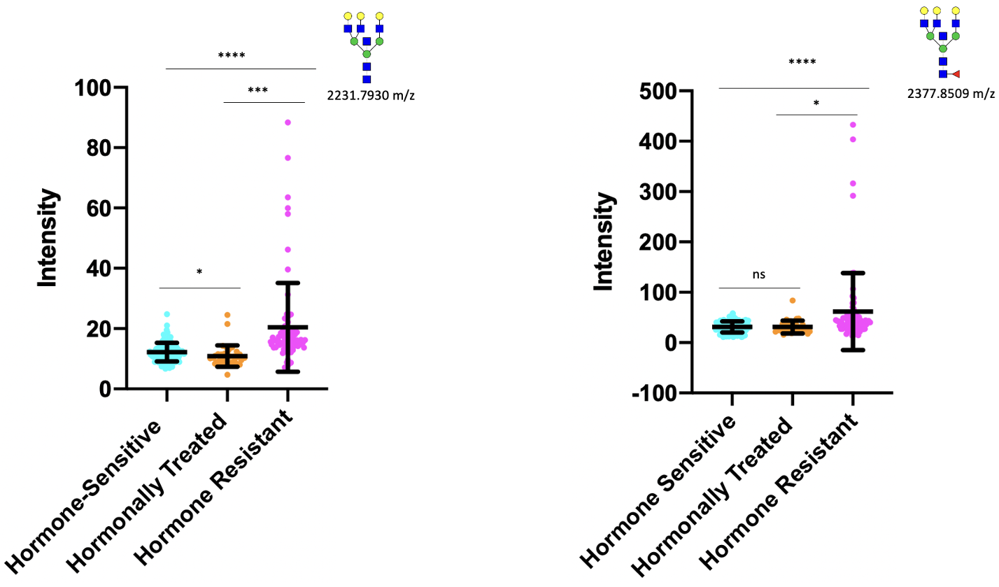 ****
***
2231.7930 m/z
100
80
60
40
20
0
Intensity
*
Hormone-Sensitive
Hormonally Treated
Hormone Resistant
****
*
2377.8509 m/z
500
400
300
200
100
0
-100
Intensity
ns
Hormone Sensitive
Hormonally Treated
Hormone Resistant